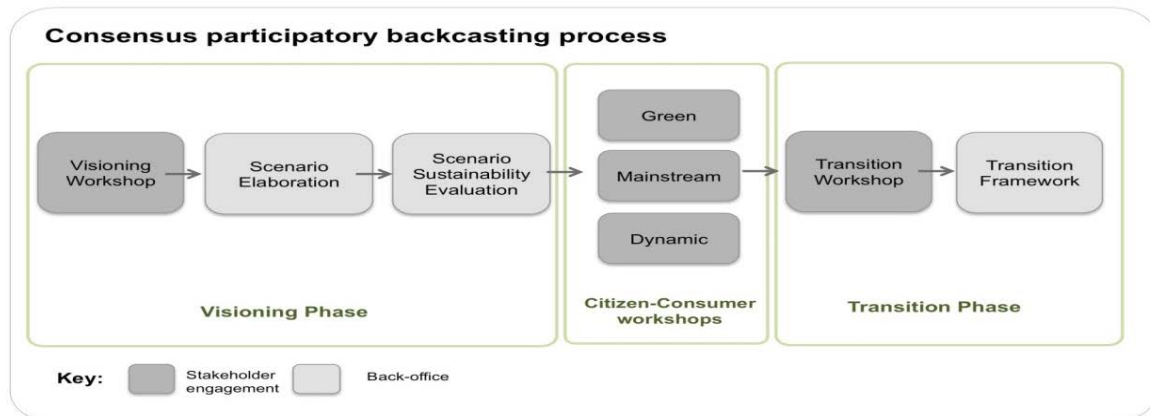 Consensus participatory backcasting process
Visioning
Workshop
Scenario
Elaboration
Scenario
Sustainability
Evaluation
Visioning Phase
Green
Mainstream
Dynamic
Citizen-Consumer
workshops
Transition
Workshop
Transition
Framework
Transition Phase
Key:
Stakeholder
engagement
Back-office